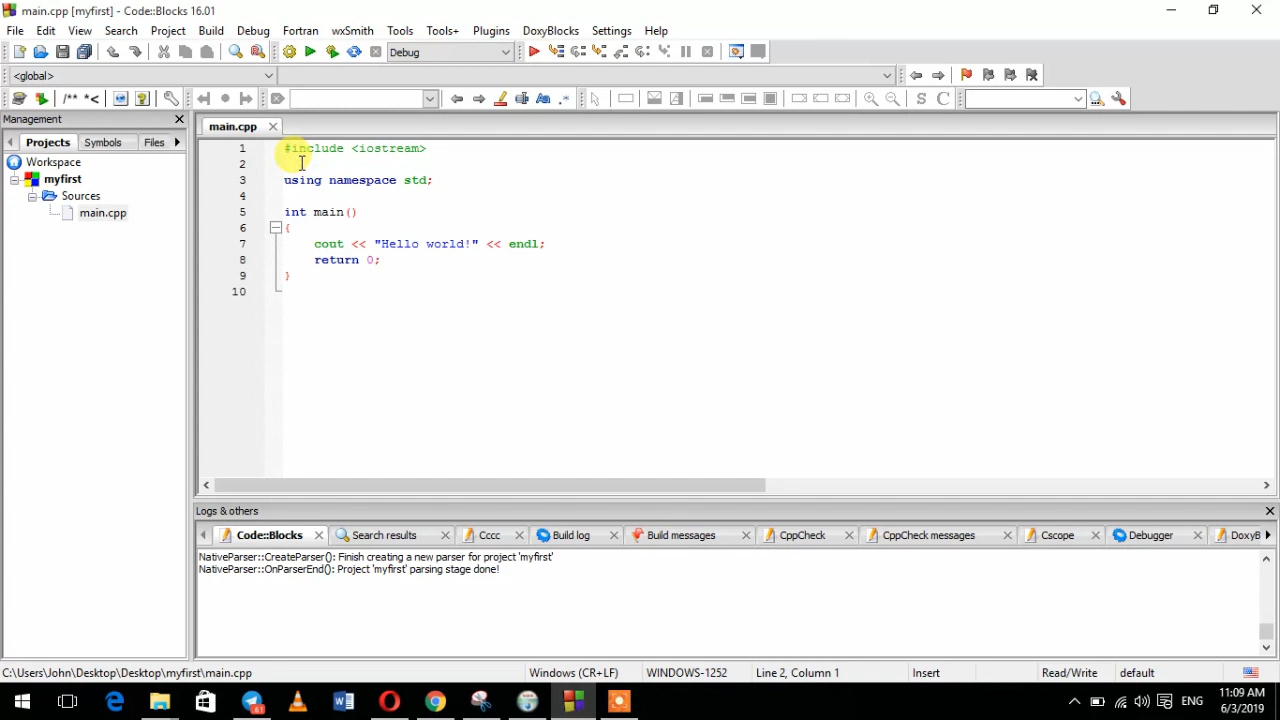 main.cpp [myfirst] - Code::Blocks 16.01
File Edit View Search Project Build Debug Fortran wxSmith Tools Tools+ Plugins DoxyBlocks Settings Help
Debug
<global>
/** *< S C
Management
main.cpp
Projects Symbols Files
Workspace
myfirst
Sources
main.cpp
1 #include <iostream>
2
3 using namespace std;
4
5 int main()
6 {
7 cout << "Hello world!" << endl;
8 return 0;
9 }
10
Logs & others
Code::Blocks Search results Cccc Build log Build messages CppCheck CppCheck messages Cscope Debugger DoxyB
NativeParser::CreateParser(): Finish creating a new parser for project 'myfirst'
NativeParser::OnParserEnd(): Project 'myfirst' parsing stage done!
C:\Users\John\Desktop\Desktop\myfirst\main.cpp Windows (CR+LF) WINDOWS-1252 Line 2, Column 1 Insert Read/Write default
61 ENG 11:09 AM
6/3/2019